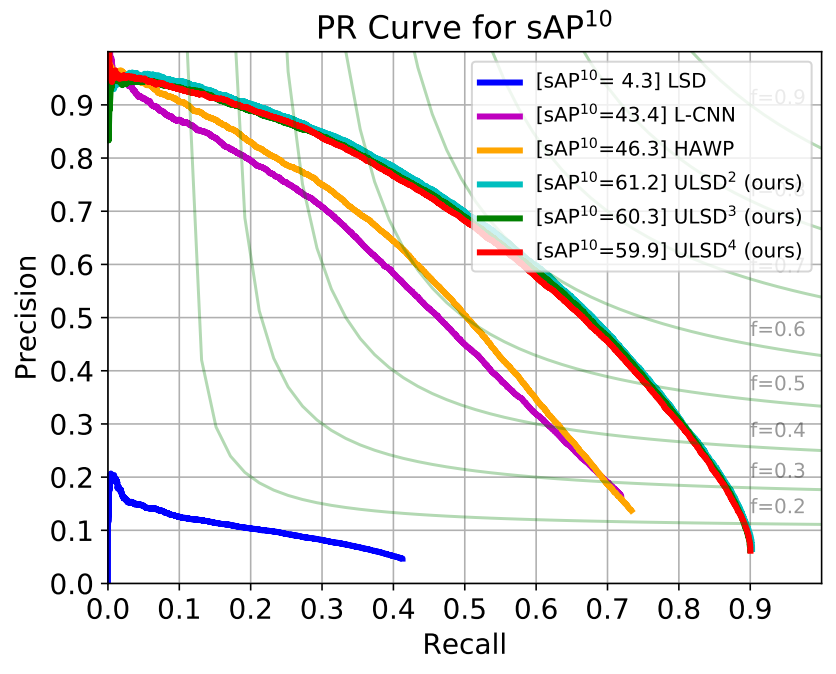 PR Curve for sAP¹⁰
[sAP¹⁰= 4.3] LSD
[sAP¹⁰=43.4] L-CNN
[sAP¹⁰=46.3] HAWP
[sAP¹⁰=61.2] ULSD² (ours)
[sAP¹⁰=60.3] ULSD³ (ours)
[sAP¹⁰=59.9] ULSD⁴ (ours)
f=0.9
f=0.7
f=0.6
f=0.5
f=0.4
f=0.3
f=0.2
Precision
0.9
0.8
0.7
0.6
0.5
0.4
0.3
0.2
0.1
0.0
0.0 0.1 0.2 0.3 0.4 0.5 0.6 0.7 0.8 0.9
Recall